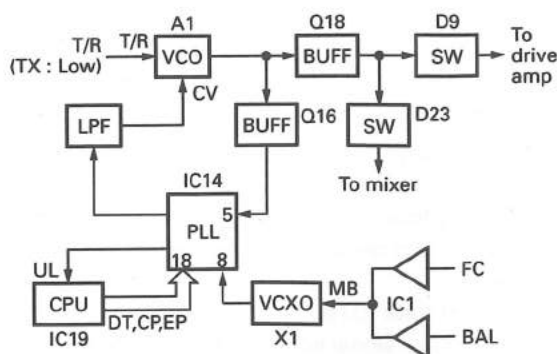 A1
Q18
D9
T/R
T/R
(TX : Low)
VCO
BUFF
SW
To
drive
amp
CV
LPF
BUFF
Q16
SW
D23
IC14
To mixer
5
PLL
18
8
UL
CPU
DT,CP,EP
IC19
VCXO
X1
MB
IC1
FC
BAL